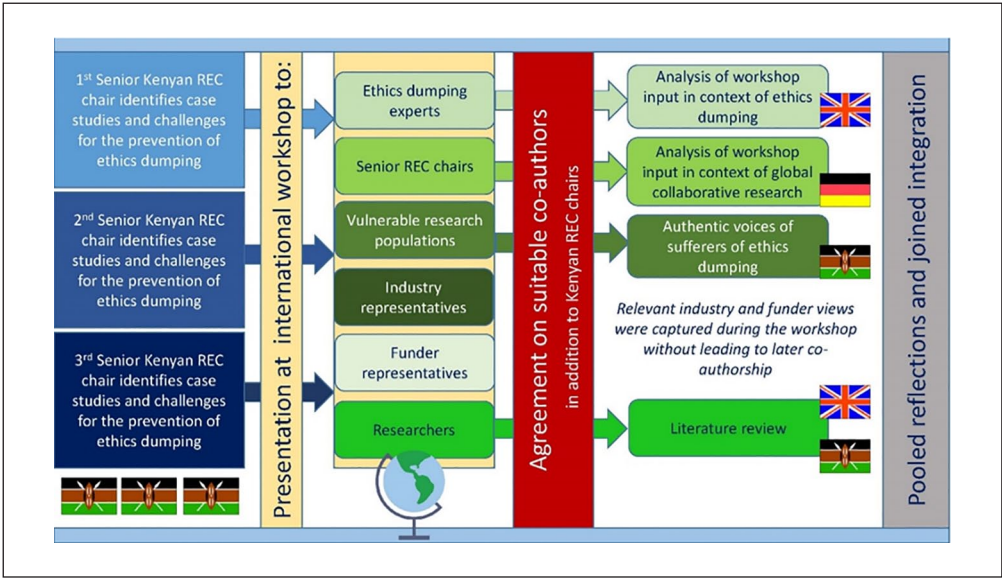 1st Senior Kenyan REC
chair identifies case
studies and challenges
for the prevention of
ethics dumping
2nd Senior Kenyan REC
chair identifies case
studies and challenges
for the prevention of
ethics dumping
3rd Senior Kenyan REC
chair identifies case
studies and challenges
for the prevention of
ethics dumping
Presentation at international workshop to:
Ethics dumping
experts
Senior REC chairs
Vulnerable research
populations
Industry
representatives
Funder
representatives
Researchers
Agreement on suitable co-authors
in addition to Kenyan REC chairs
Analysis of workshop
input in context of ethics
dumping
Analysis of workshop
input in context of global
collaborative research
Authentic voices of
sufferers of ethics
dumping
Relevant industry and funder views
were captured during the workshop
without leading to later co-
authorship
Literature review
Pooled reflections and joined integration